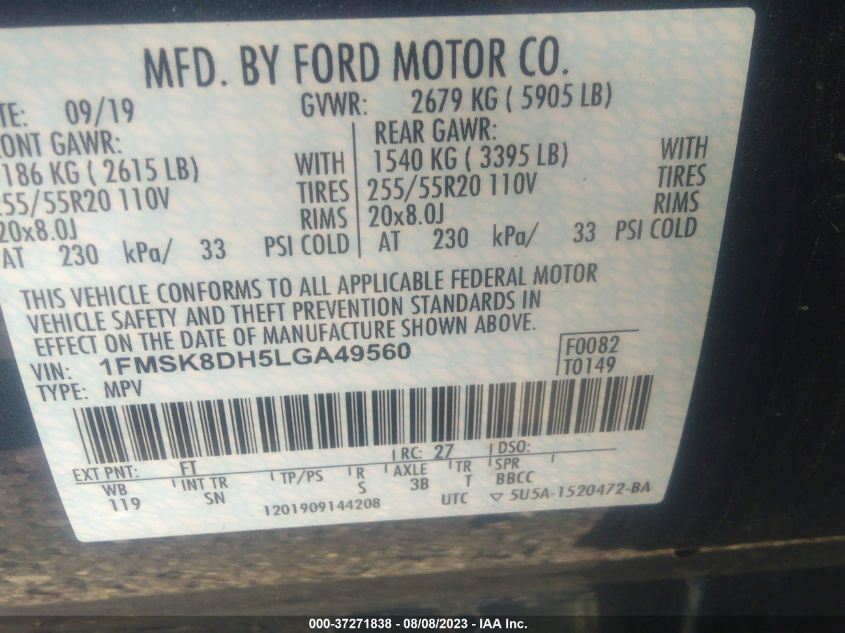 MFD. BY FORD MOTOR CO.
TE: 09/19 GVWR: 2679 KG ( 5905 LB)
ONT GAWR: REAR GAWR:
186 KG ( 2615 LB) WITH 1540 KG ( 3395 LB) WITH
255/55R20 110V TIRES 255/55R20 110V TIRES
20x8.0J RIMS 20x8.0J RIMS
AT 230 kPa/ 33 PSI COLD AT 230 kPa/ 33 PSI COLD
THIS VEHICLE CONFORMS TO ALL APPLICABLE FEDERAL MOTOR
VEHICLE SAFETY AND THEFT PREVENTION STANDARDS IN
EFFECT ON THE DATE OF MANUFACTURE SHOWN ABOVE.
VIN: 1FMSK8DH5LGA49560 F0082
TYPE: MPV T0149
EXT PNT: FT RC: 27 DSO:
WB INT TR TP/PS R AXLE TR SPR
119 SN S 3B T BBCC
1201909144208 UTC ▽ 5U5A-1520472-BA
000-37271838 - 08/08/2023 - IAA Inc.